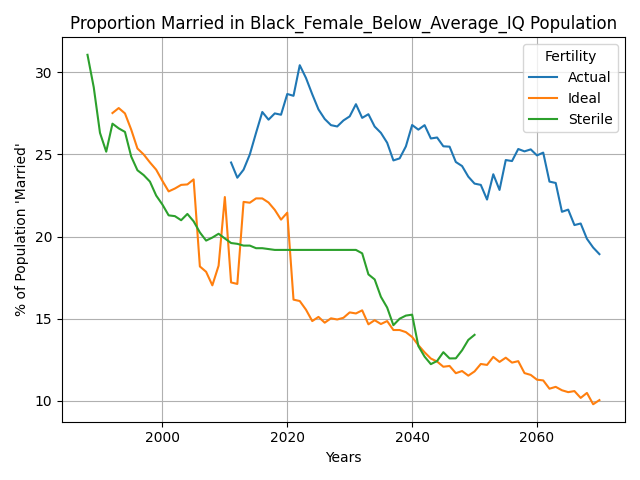 Proportion Married in Black_Female_Below_Average_IQ Population
Fertility
Actual
Ideal
Sterile
% of Population 'Married'
30
25
20
15
10
2000
2020
2040
2060
Years